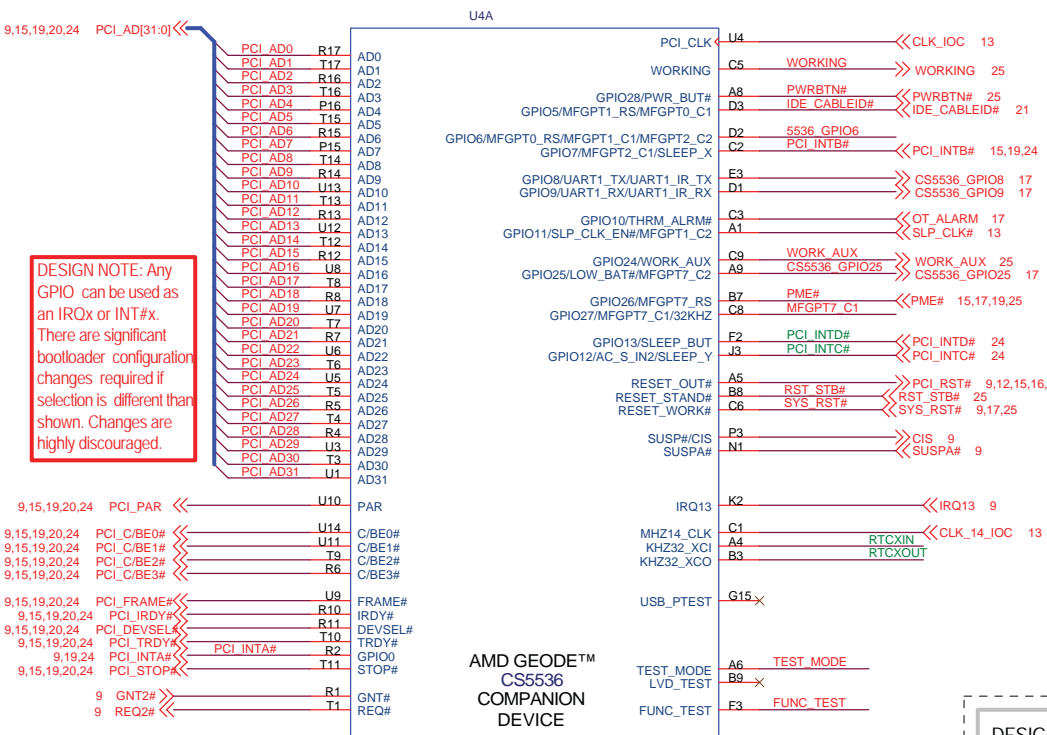 U4A
9,15,19,20,24 PCI_AD[31:0]
PCI_AD0 R17 AD0
PCI_AD1 T17 AD1
PCI_AD2 R16 AD2
PCI_AD3 T16 AD3
PCI_AD4 P16 AD4
PCI_AD5 T15 AD5
PCI_AD6 R15 AD6
PCI_AD7 P15 AD7
PCI_AD8 T14 AD8
PCI_AD9 R14 AD9
PCI_AD10 U13 AD10
PCI_AD11 T13 AD11
PCI_AD12 R13 AD12
PCI_AD13 U12 AD13
PCI_AD14 T12 AD14
PCI_AD15 R12 AD15
PCI_AD16 U8 AD16
PCI_AD17 T8 AD17
PCI_AD18 R8 AD18
PCI_AD19 U7 AD19
PCI_AD20 T7 AD20
PCI_AD21 R7 AD21
PCI_AD22 U6 AD22
PCI_AD23 T6 AD23
PCI_AD24 U5 AD24
PCI_AD25 T5 AD25
PCI_AD26 R5 AD26
PCI_AD27 T4 AD27
PCI_AD28 R4 AD28
PCI_AD29 U3 AD29
PCI_AD30 T3 AD30
PCI_AD31 U1 AD31
DESIGN NOTE: Any
GPIO can be used as
an IRQx or INT#x.
There are significant
bootloader configuration
changes required if
selection is different than
shown. Changes are
highly discouraged.
9,15,19,20,24 PCI_PAR U10 PAR
9,15,19,20,24 PCI_C/BE0# U14 C/BE0#
9,15,19,20,24 PCI_C/BE1# U11 C/BE1#
9,15,19,20,24 PCI_C/BE2# T9 C/BE2#
9,15,19,20,24 PCI_C/BE3# R6 C/BE3#
9,15,19,20,24 PCI_FRAME# U9 FRAME#
9,15,19,20,24 PCI_IRDY# R10 IRDY#
9,15,19,20,24 PCI_DEVSEL# R11 DEVSEL#
9,15,19,20,24 PCI_TRDY# T10 TRDY#
9,19,24 PCI_INTA# PCI_INTA# R2 GPIO0
9,15,19,20,24 PCI_STOP# T11 STOP#
9 GNT2# R1 GNT#
9 REQ2# T1 REQ#
PCI_CLK U4 CLK_IOC 13
WORKING C5 WORKING WORKING 25
GPIO28/PWR_BUT# A8 PWRBTN# PWRBTN# 25
GPIO5/MFGPT1_RS/MFGPT0_C1 D3 IDE_CABLEID# IDE_CABLEID# 21
GPIO6/MFGPT0_RS/MFGPT1_C1/MFGPT2_C2 D2 5536_GPIO6
GPIO7/MFGPT2_C1/SLEEP_X C2 PCI_INTB# PCI_INTB# 15,19,24
GPIO8/UART1_TX/UART1_IR_TX E3 CS5536_GPIO8 17
GPIO9/UART1_RX/UART1_IR_RX D1 CS5536_GPIO9 17
GPIO10/THRM_ALRM# C3 OT_ALARM 17
GPIO11/SLP_CLK_EN#/MFGPT1_C2 A1 SLP_CLK# 13
GPIO24/WORK_AUX C9 WORK_AUX WORK_AUX 25
GPIO25/LOW_BAT#/MFGPT7_C2 A9 CS5536_GPIO25 CS5536_GPIO25 17
GPIO26/MFGPT7_RS B7 PME# PME# 15,17,19,25
GPIO27/MFGPT7_C1/32KHZ C8 MFGPT7_C1
GPIO13/SLEEP_BUT F2 PCI_INTD# PCI_INTD# 24
GPIO12/AC_S_IN2/SLEEP_Y J3 PCI_INTC# PCI_INTC# 24
RESET_OUT# A5 PCI_RST# 9,12,15,16,
RESET_STAND# B8 RST_STB# RST_STB# 25
RESET_WORK# C6 SYS_RST# SYS_RST# 9,17,25
SUSP#/CIS P3 CIS 9
SUSPA# N1 SUSPA# 9
IRQ13 K2 IRQ13 9
MHZ14_CLK C1 CLK_14_IOC 13
KHZ32_XCI A4 RTCXIN
KHZ32_XCO B3 RTCXOUT
USB_PTEST G15
TEST_MODE A6 TEST_MODE
LVD_TEST B9
FUNC_TEST F3 FUNC_TEST
AMD GEODE™
CS5536
COMPANION
DEVICE
DESIG